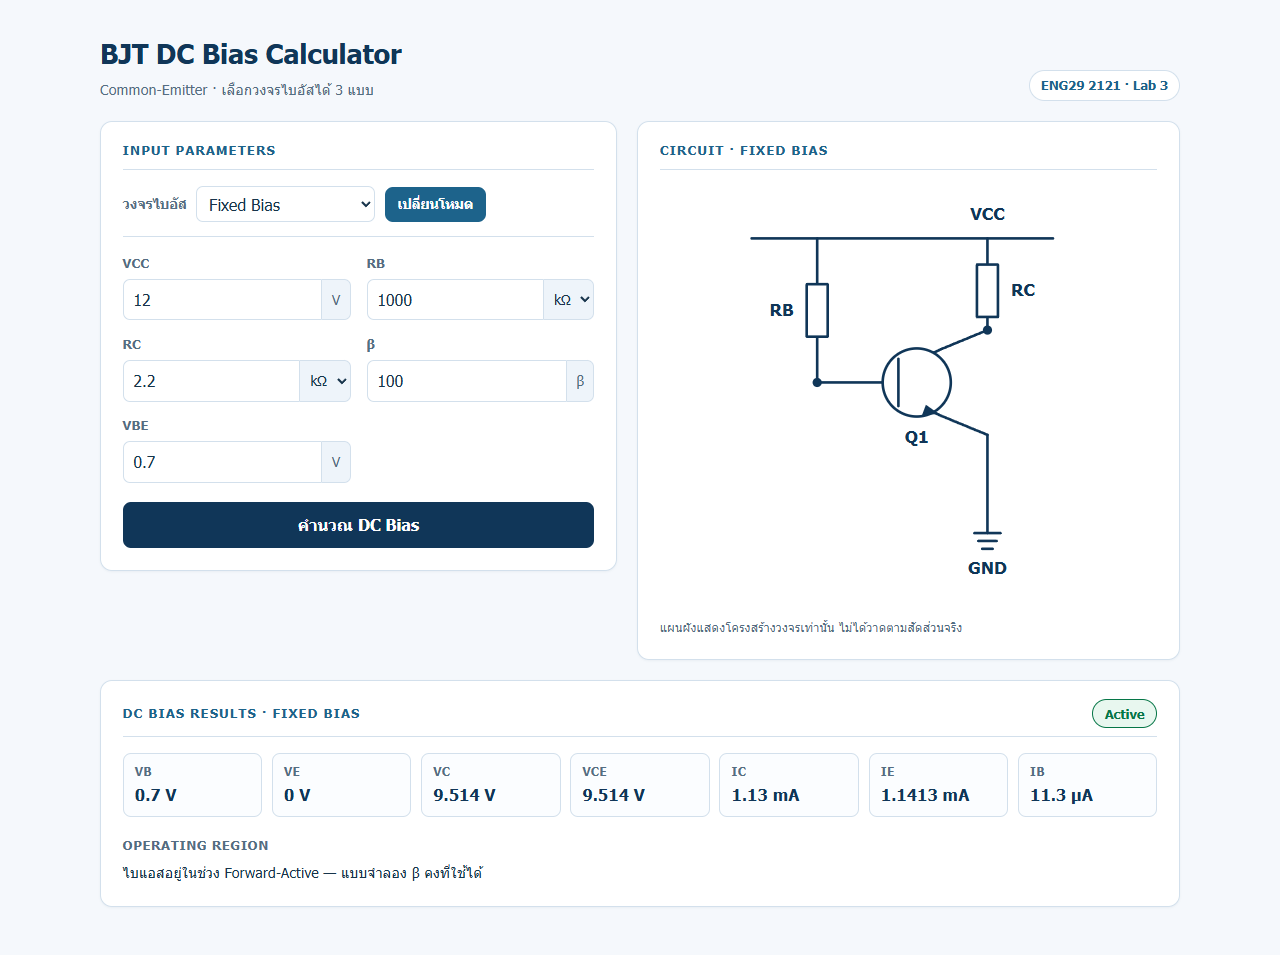 BJT DC Bias Calculator
Common-Emitter · เลือกวงจรไบอัสได้ 3 แบบ
ENG29 2121 · Lab 3
INPUT PARAMETERS
วงจรไบอัส Fixed Bias เปลี่ยนโหมด
VCC RB
12 V 1000 kΩ
RC β
2.2 kΩ 100 β
VBE
0.7 V
คำนวณ DC Bias
CIRCUIT · FIXED BIAS
VCC
RB
RC
Q1
GND
แผนผังแสดงโครงสร้างวงจรเท่านั้น ไม่ได้วาดตามสัดส่วนจริง
DC BIAS RESULTS · FIXED BIAS
Active
VB VE VC VCE IC IE IB
0.7 V 0 V 9.514 V 9.514 V 1.13 mA 1.1413 mA 11.3 µA
OPERATING REGION
ไบแอสอยู่ในช่วง Forward-Active — แบบจำลอง β คงที่ใช้ได้